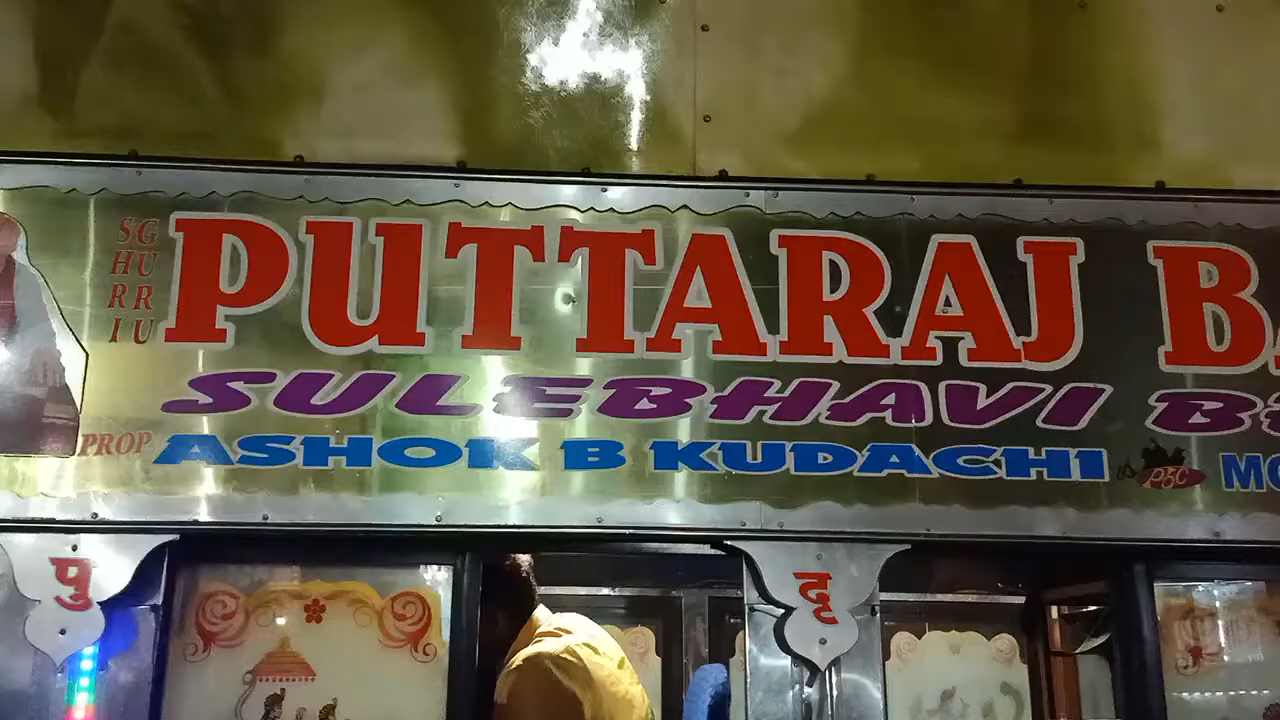 SHRI GURU
PUTTARAJ B
SULEBHAVI B
PROP ASHOK B KUDACHI
पु
दृ